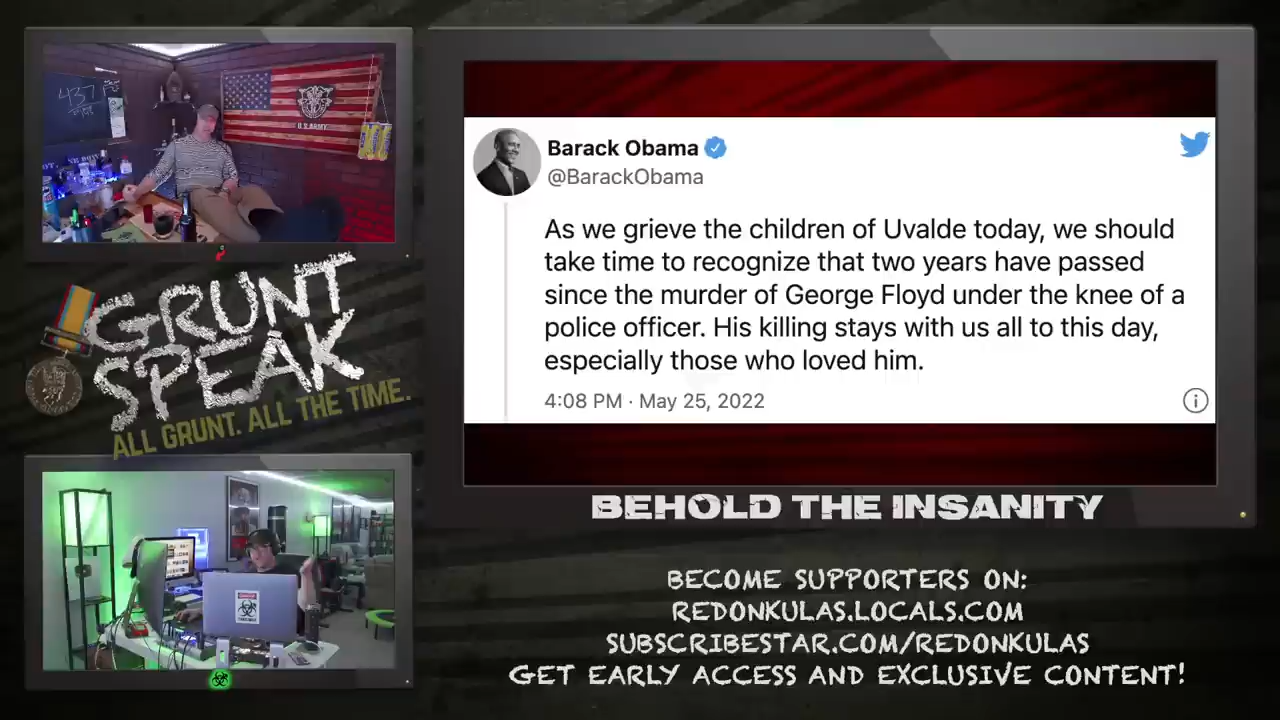 437
U.S. ARMY
GRUNT
SPEAK
ALL GRUNT. ALL THE TIME.
Barack Obama
@BarackObama
As we grieve the children of Uvalde today, we should
take time to recognize that two years have passed
since the murder of George Floyd under the knee of a
police officer. His killing stays with us all to this day,
especially those who loved him.
4:08 PM · May 25, 2022
BEHOLD THE INSANITY
BECOME SUPPORTERS ON:
REDONKULAS.LOCALS.COM
SUBSCRIBESTAR.COM/REDONKULAS
GET EARLY ACCESS AND EXCLUSIVE CONTENT!